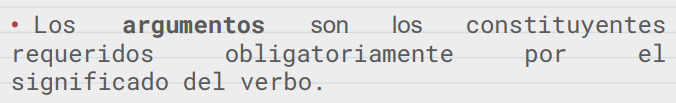 • Los argumentos son los constituyentes
requeridos obligatoriamente por el
significado del verbo.